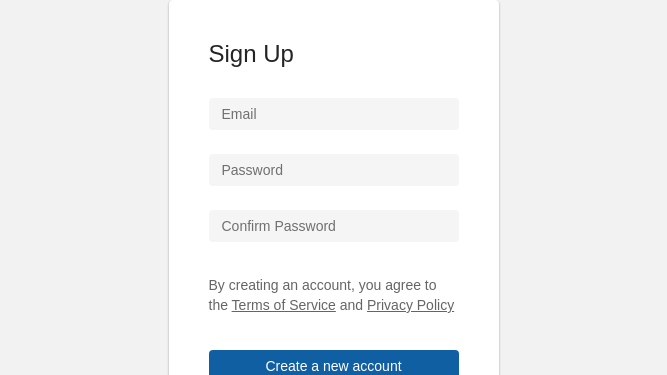 Sign Up
Email
Password
Confirm Password
By creating an account, you agree to
the Terms of Service and Privacy Policy
Create a new account